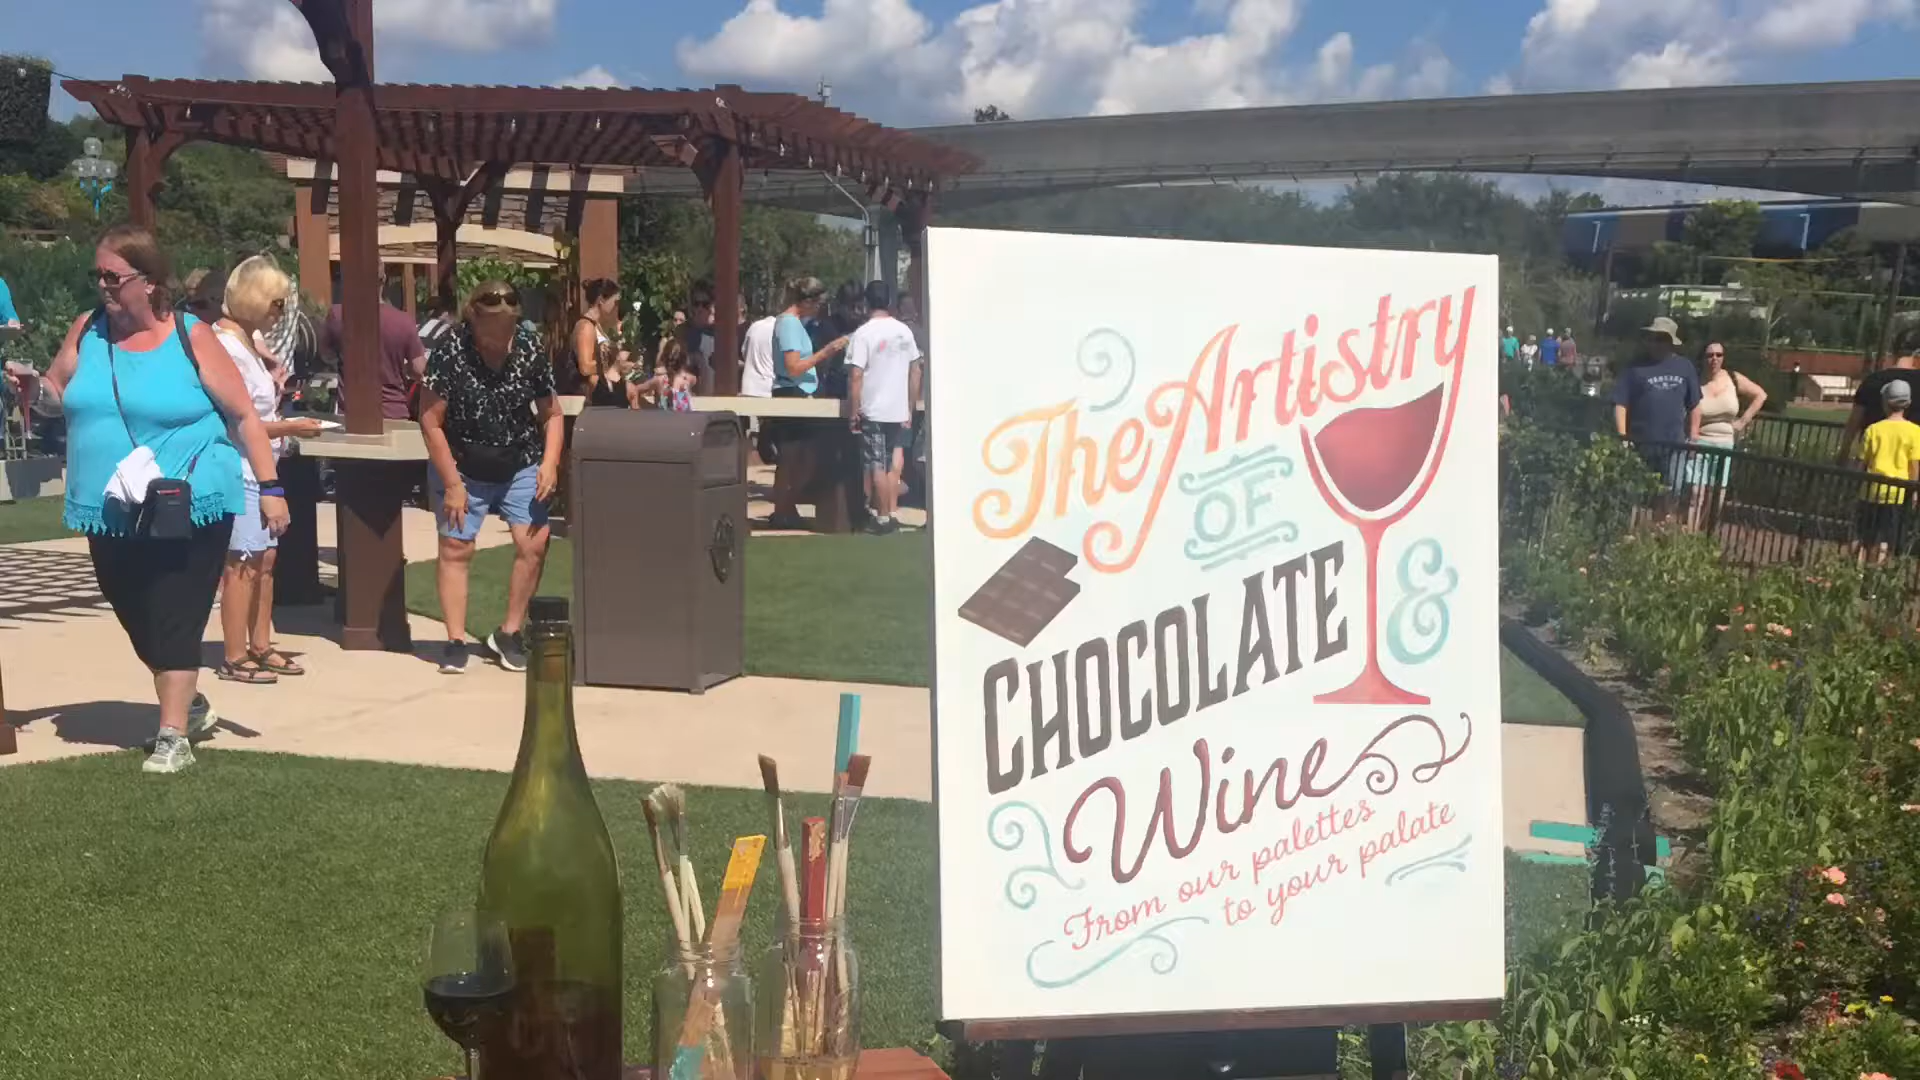 The Artistry
OF
CHOCOLATE &
Wine
From our palettes
to your palate